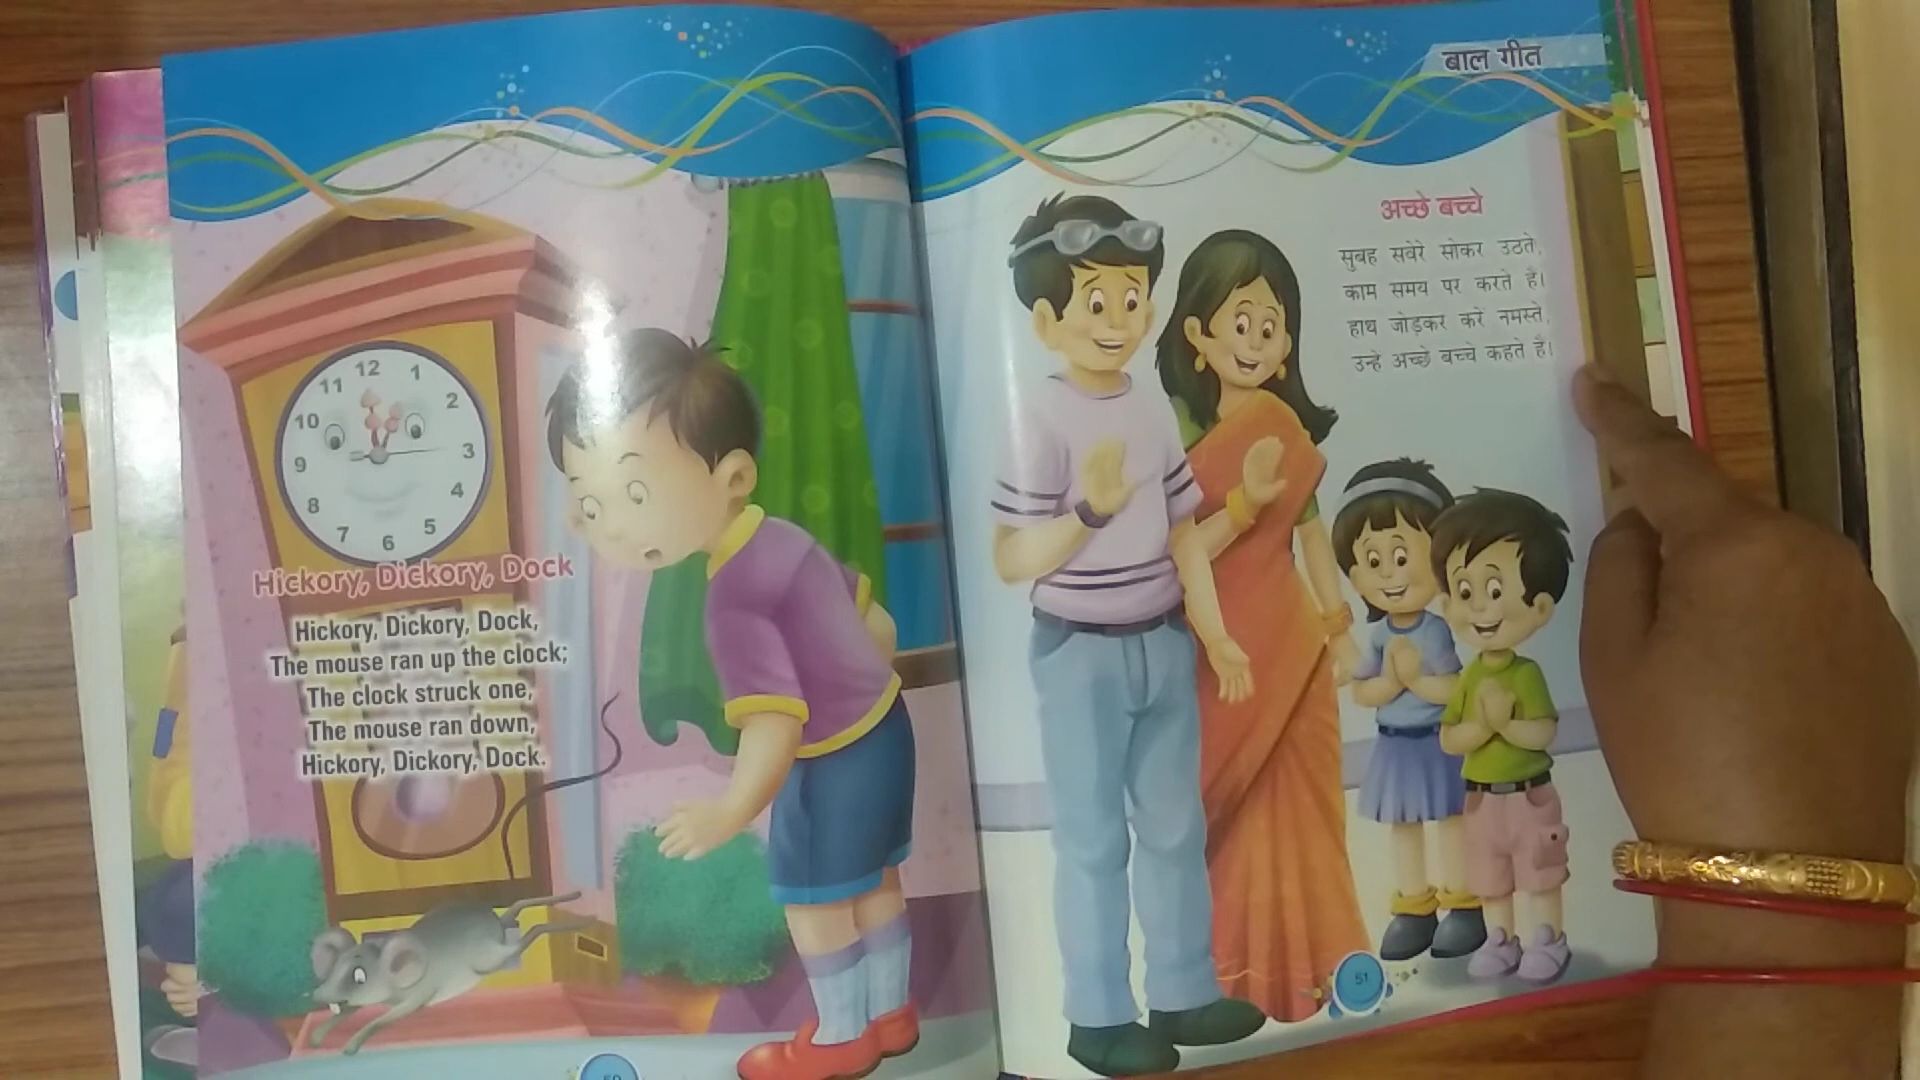 12
11
1
10
2
9
3
8
4
7
5
6
Hickory, Dickory, Dock
Hickory, Dickory, Dock,
The mouse ran up the clock;
The clock struck one,
The mouse ran down,
Hickory, Dickory, Dock.
50
बाल गीत
अच्छे बच्चे
सुबह सवेरे सोकर उठते,
काम समय पर करते हैं।
हाथ जोड़कर करें नमस्ते,
उन्हे अच्छे बच्चे कहते है।
51